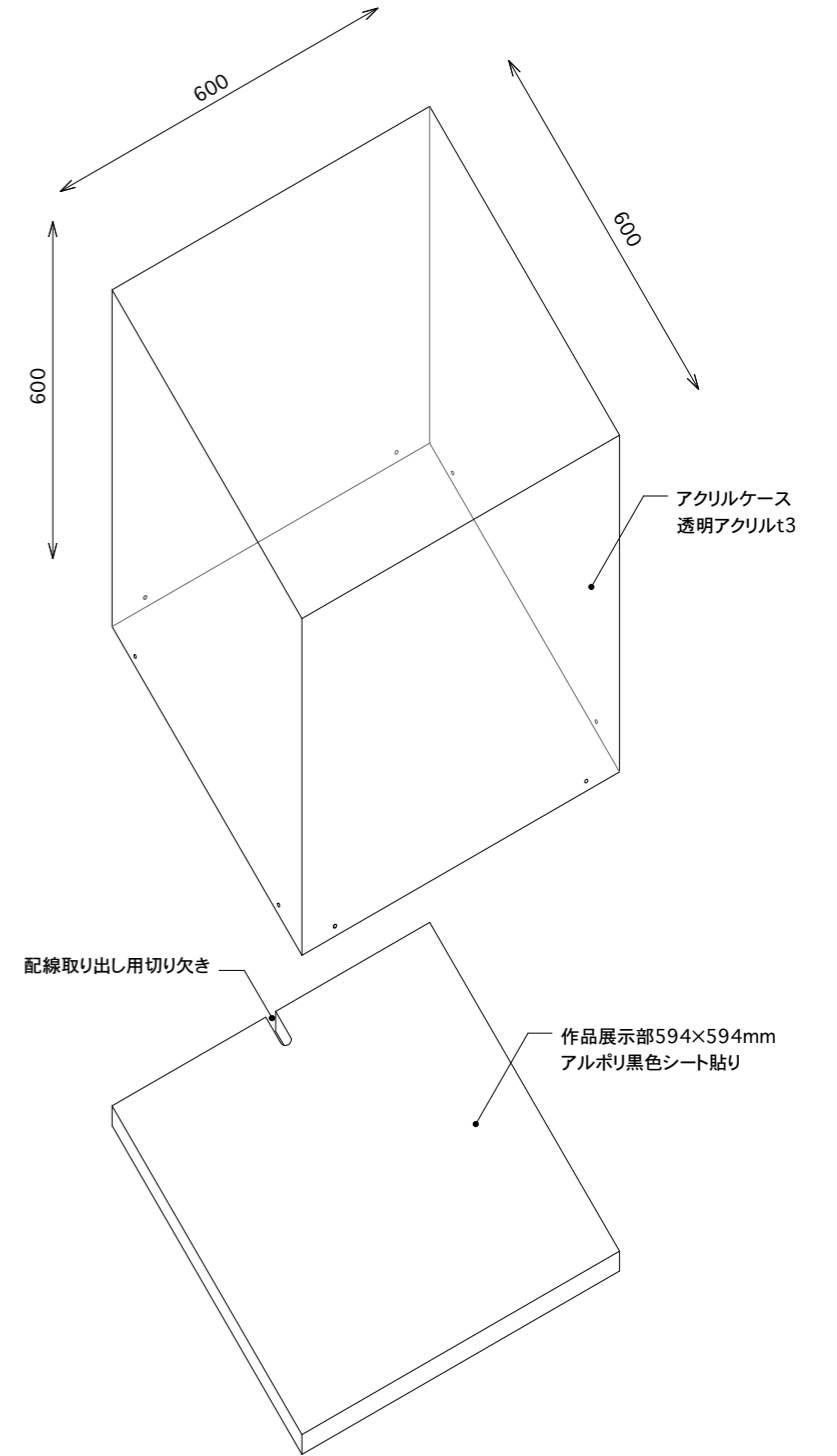 600
600
600
アクリルケース
透明アクリルt3
配線取り出し用切り欠き
作品展示部594×594mm
アルポリ黒色シート貼り